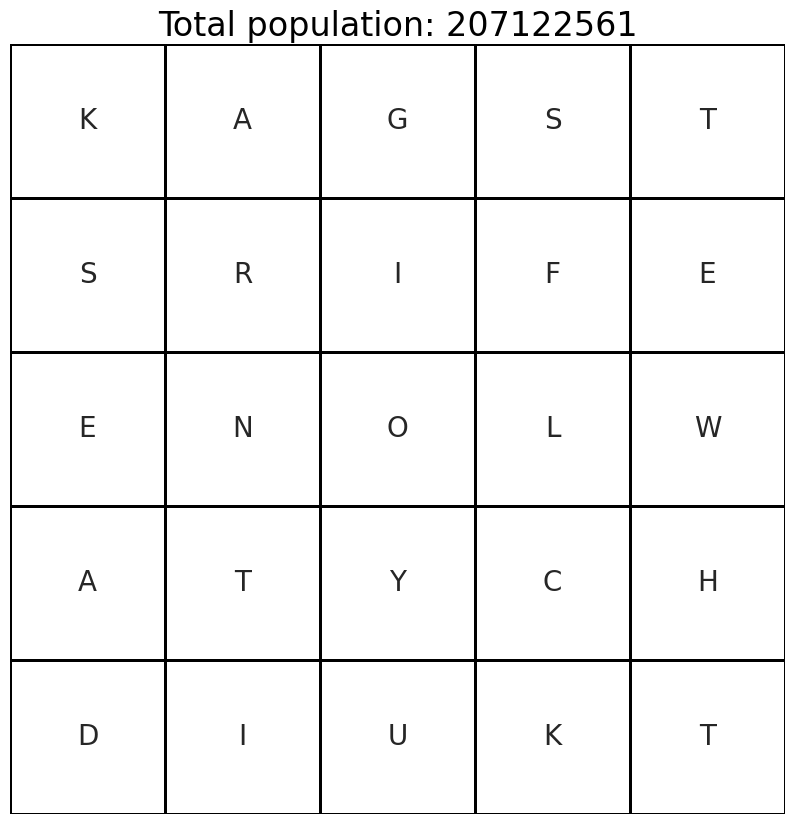 Total population: 207122561
K A G S T
S R I F E
E N O L W
A T Y C H
D I U K T